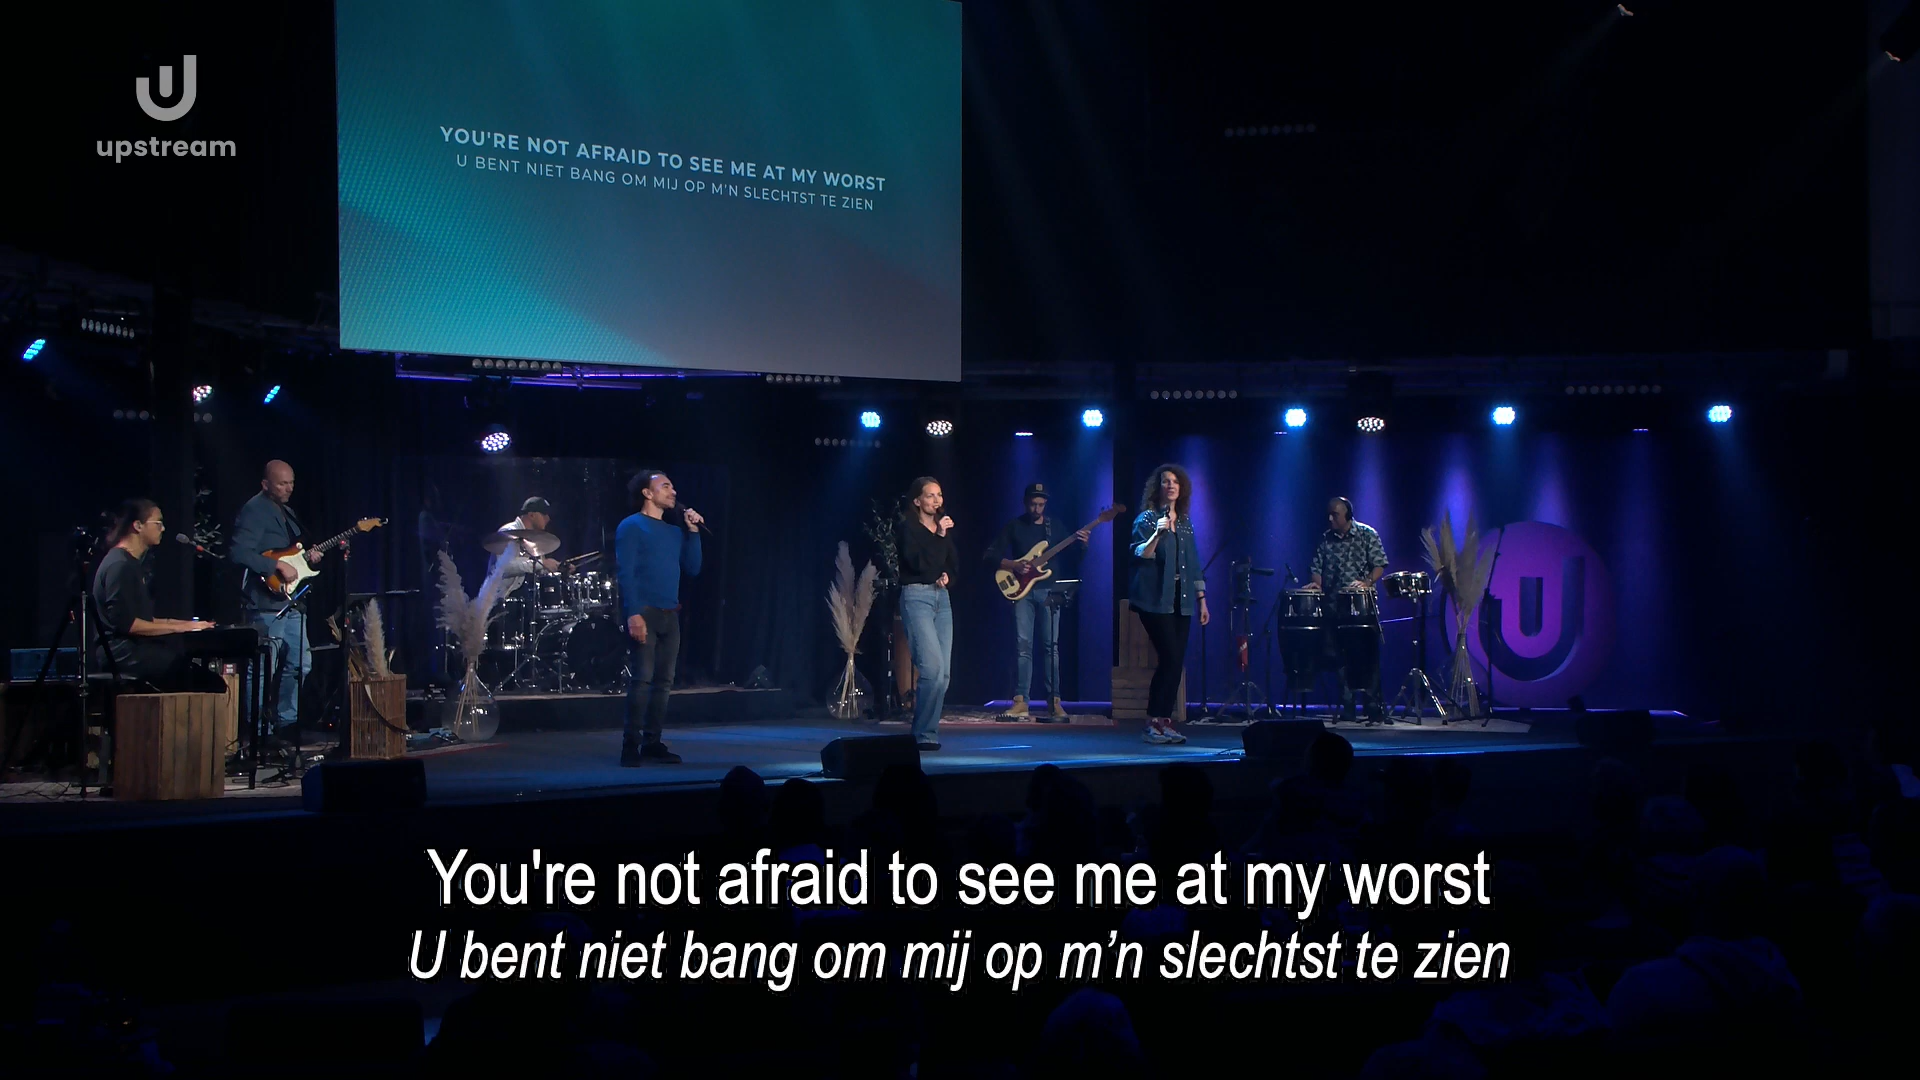 upstream
YOU'RE NOT AFRAID TO SEE ME AT MY WORST
U BENT NIET BANG OM MIJ OP M'N SLECHTST TE ZIEN
You're not afraid to see me at my worst
U bent niet bang om mij op m’n slechtst te zien